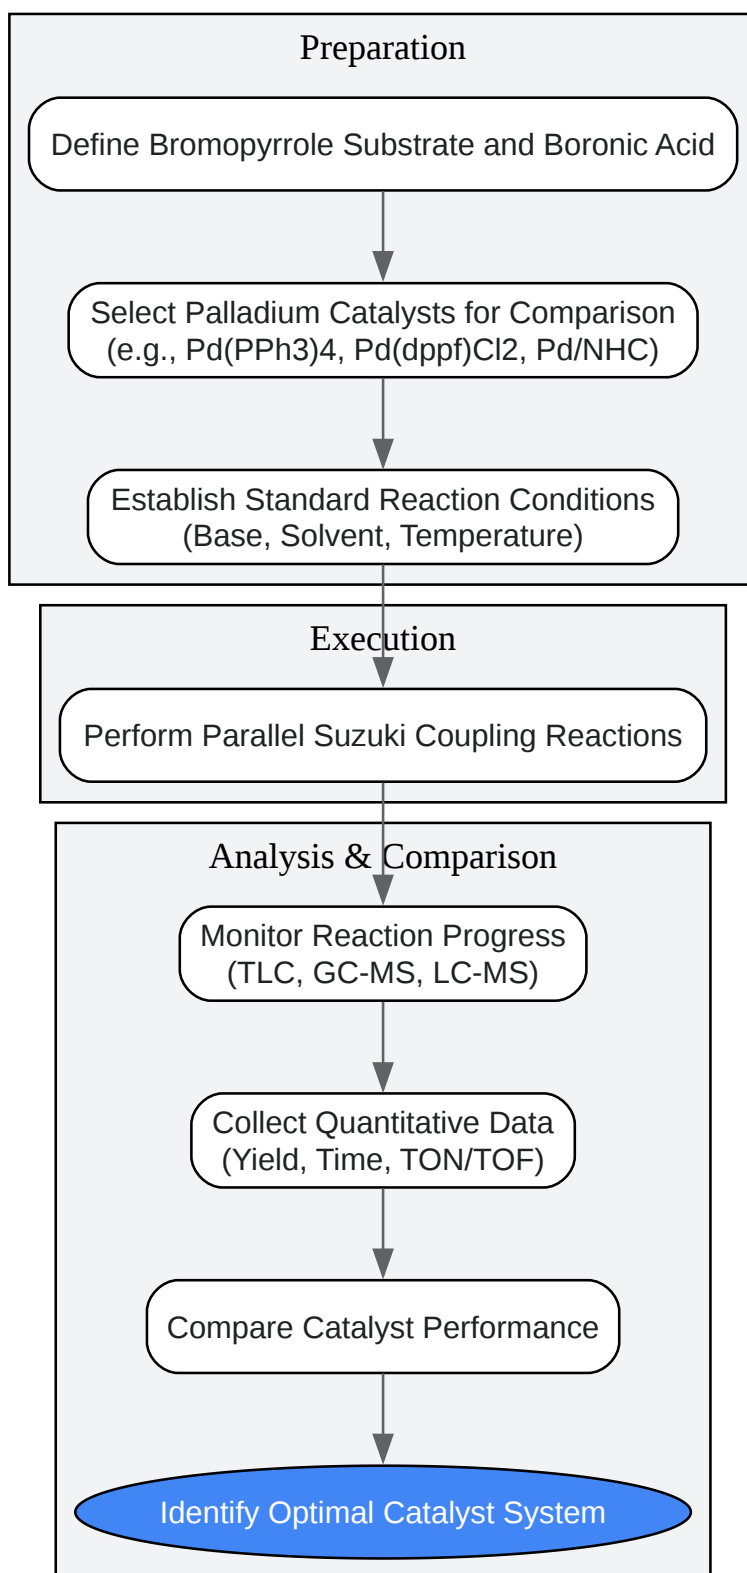 Preparation
Define Bromopyrrole Substrate and Boronic Acid
Select Palladium Catalysts for Comparison
(e.g., Pd(PPh3)4, Pd(dppf)Cl2, Pd/NHC)
Establish Standard Reaction Conditions
(Base, Solvent, Temperature)
Execution
Perform Parallel Suzuki Coupling Reactions
Analysis & Comparison
Monitor Reaction Progress
(TLC, GC-MS, LC-MS)
Collect Quantitative Data
(Yield, Time, TON/TOF)
Compare Catalyst Performance
Identify Optimal Catalyst System